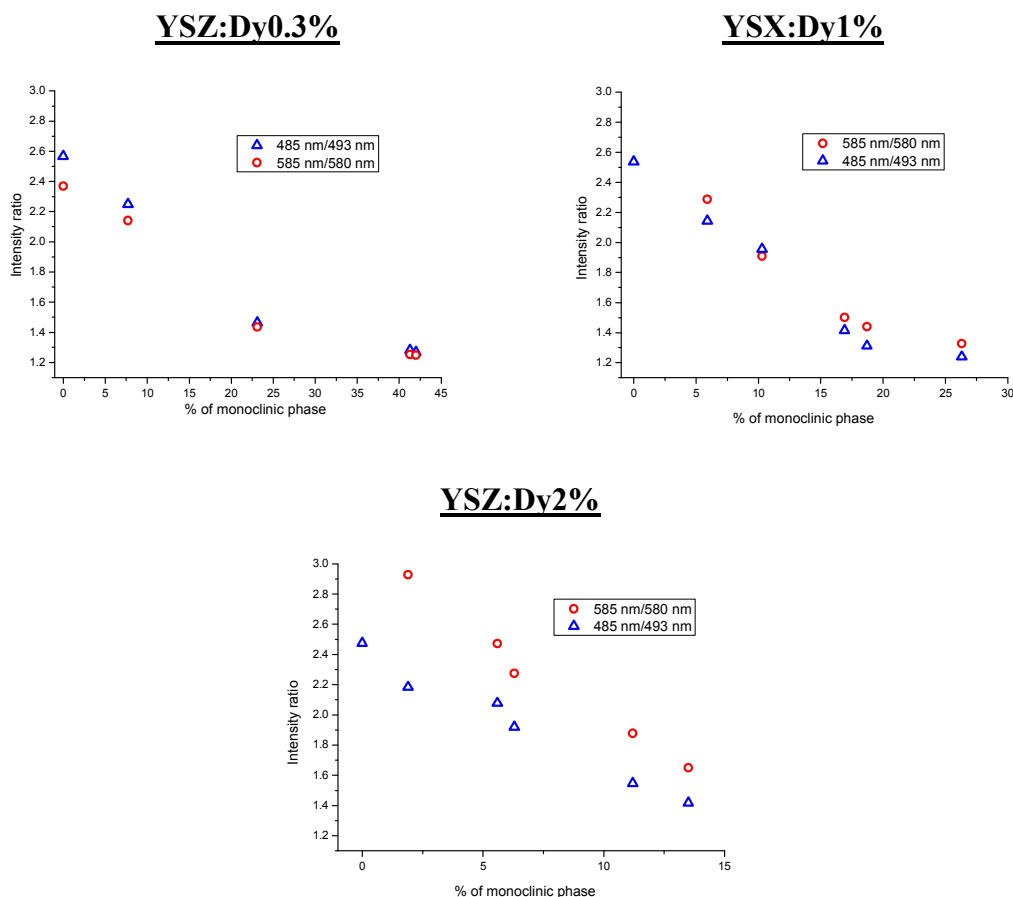 YSZ:Dy0.3%
3.0
2.8
2.6
2.4
2.2
2.0
1.8
1.6
1.4
1.2
Intensity ratio
485 nm/493 nm
585 nm/580 nm
0 5 10 15 20 25 30 35 40 45
% of monoclinic phase
YSX:Dy1%
3.0
2.8
2.6
2.4
2.2
2.0
1.8
1.6
1.4
1.2
Intensity ratio
585 nm/580 nm
485 nm/493 nm
0 5 10 15 20 25 30
% of monoclinic phase
YSZ:Dy2%
3.0
2.8
2.6
2.4
2.2
2.0
1.8
1.6
1.4
1.2
Intensity ratio
585 nm/580 nm
485 nm/493 nm
0 5 10 15
% of monoclinic phase